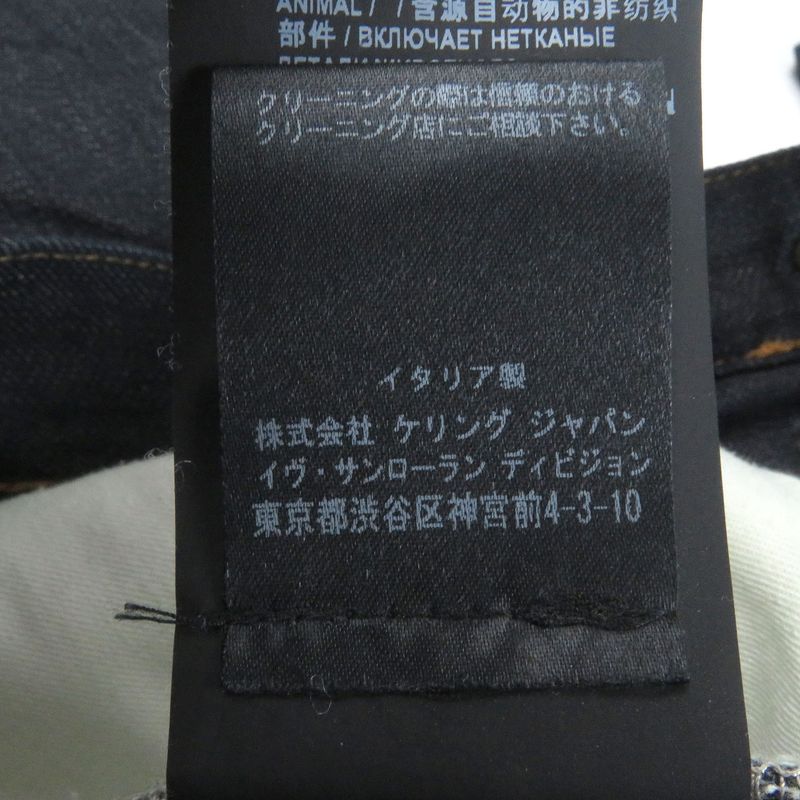 ANIMAL / / 含源自动物的非纺织
部件 / ВКЛЮЧАЕТ НЕТКАНЫЕ
クリーニングの際は信頼のおける
クリーニング店にご相談下さい。
イタリア製
株式会社 ケリング ジャパン
イヴ・サンローラン ディビジョン
東京都渋谷区神宮前4-3-10